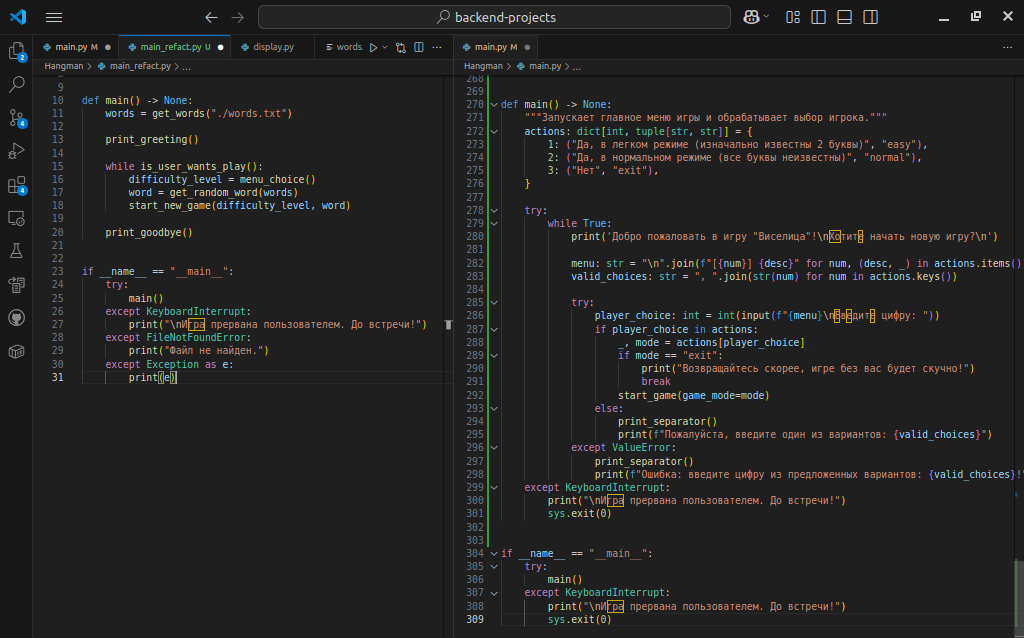 backend-projects
main.py M
main_refact.py U
display.py
words.
main.py M
Hangman > main_refact.py > ...
Hangman > main.py > ...
9
10 def main() -> None:
11 words = get_words("./words.txt")
12
13 print_greeting()
14
15 while is_user_wants_play():
16 difficulty_level = menu_choice()
17 word = get_random_word(words)
18 start_new_game(difficulty_level, word)
19
20 print_goodbye()
21
22
23 if __name__ == "__main__":
24 try:
25 main()
26 except KeyboardInterrupt:
27 print("\nИгра прервана пользователем. До встречи!")
28 except FileNotFoundError:
29 print("Файл не найден.")
30 except Exception as e:
31 print(e)
268
269
270 def main() -> None:
271 """Запускает главное меню игры и обрабатывает выбор игрока."""
272 actions: dict[int, tuple[str, str]] = {
273 1: ("Да, в легком режиме (изначально известны 2 буквы)", "easy"),
274 2: ("Да, в нормальном режиме (все буквы неизвестны)", "normal"),
275 3: ("Нет", "exit"),
276 }
277
278 try:
279 while True:
280 print('Добро пожаловать в игру "Виселица"!\nХотите начать новую игру?\n')
281
282 menu: str = "\n".join(f"[{num}] {desc}" for num, (desc, _) in actions.items()
283 valid_choices: str = ", ".join(str(num) for num in actions.keys())
284
285 try:
286 player_choice: int = int(input(f"{menu}\nВведите цифру: "))
287 if player_choice in actions:
288 _, mode = actions[player_choice]
289 if mode == "exit":
290 print("Возвращайтесь скорее, игре без вас будет скучно!")
291 break
292 start_game(game_mode=mode)
293 else:
294 print_separator()
295 print(f"Пожалуйста, введите один из вариантов: {valid_choices}")
296 except ValueError:
297 print_separator()
298 print(f"Ошибка: введите цифру из предложенных вариантов: {valid_choices}!"
299 except KeyboardInterrupt:
300 print("\nИгра прервана пользователем. До встречи!")
301 sys.exit(0)
302
303
304 if __name__ == "__main__":
305 try:
306 main()
307 except KeyboardInterrupt:
308 print("\nИгра прервана пользователем. До встречи!")
309 sys.exit(0)